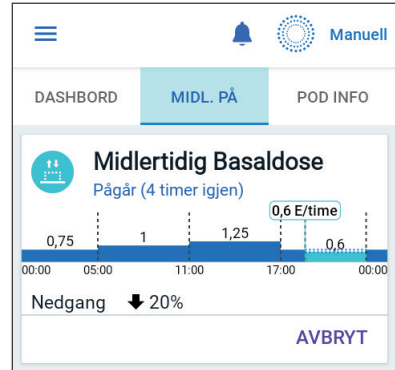 Manuell
DASHBORD MIDL. PÅ POD INFO
Midlertidig Basaldose
Pågår (4 timer igjen)
0,6 E/time
0,75 1 1,25 0,6
00:00 05:00 11:00 17:00 00:00
Nedgang 20%
AVBRYT